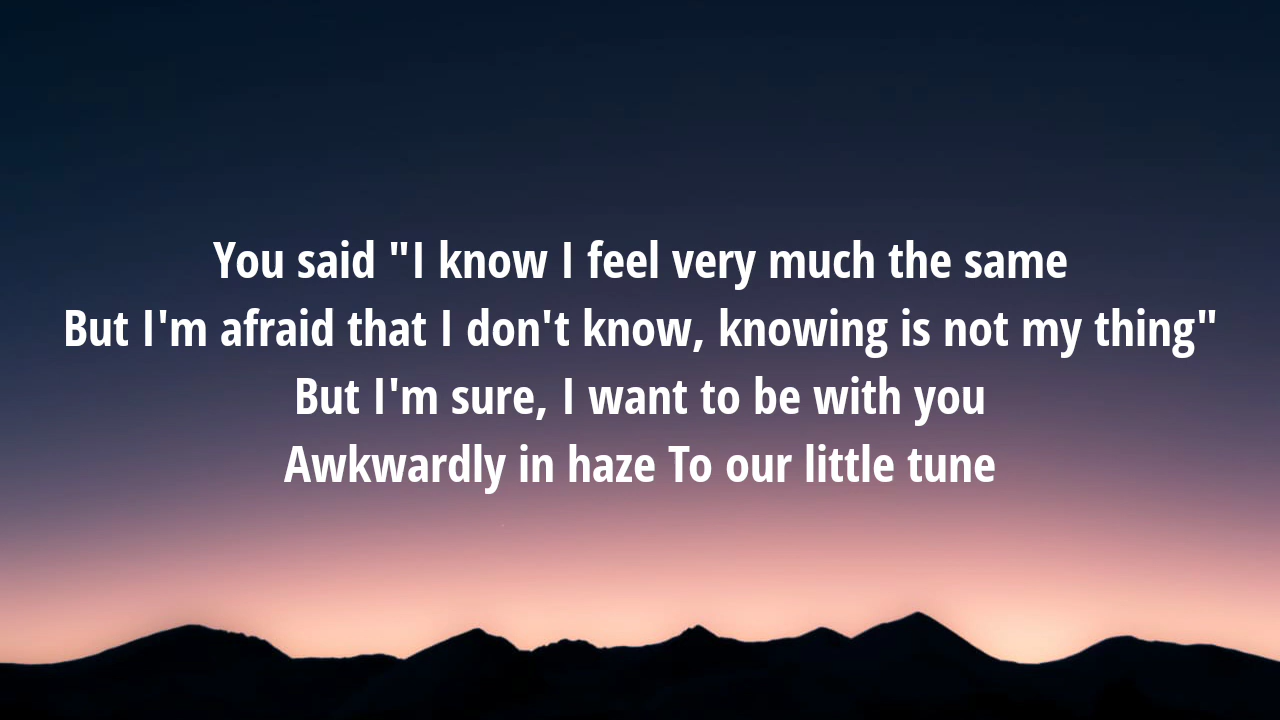 You said "I know I feel very much the same
But I'm afraid that I don't know, knowing is not my thing"
But I'm sure, I want to be with you
Awkwardly in haze To our little tune